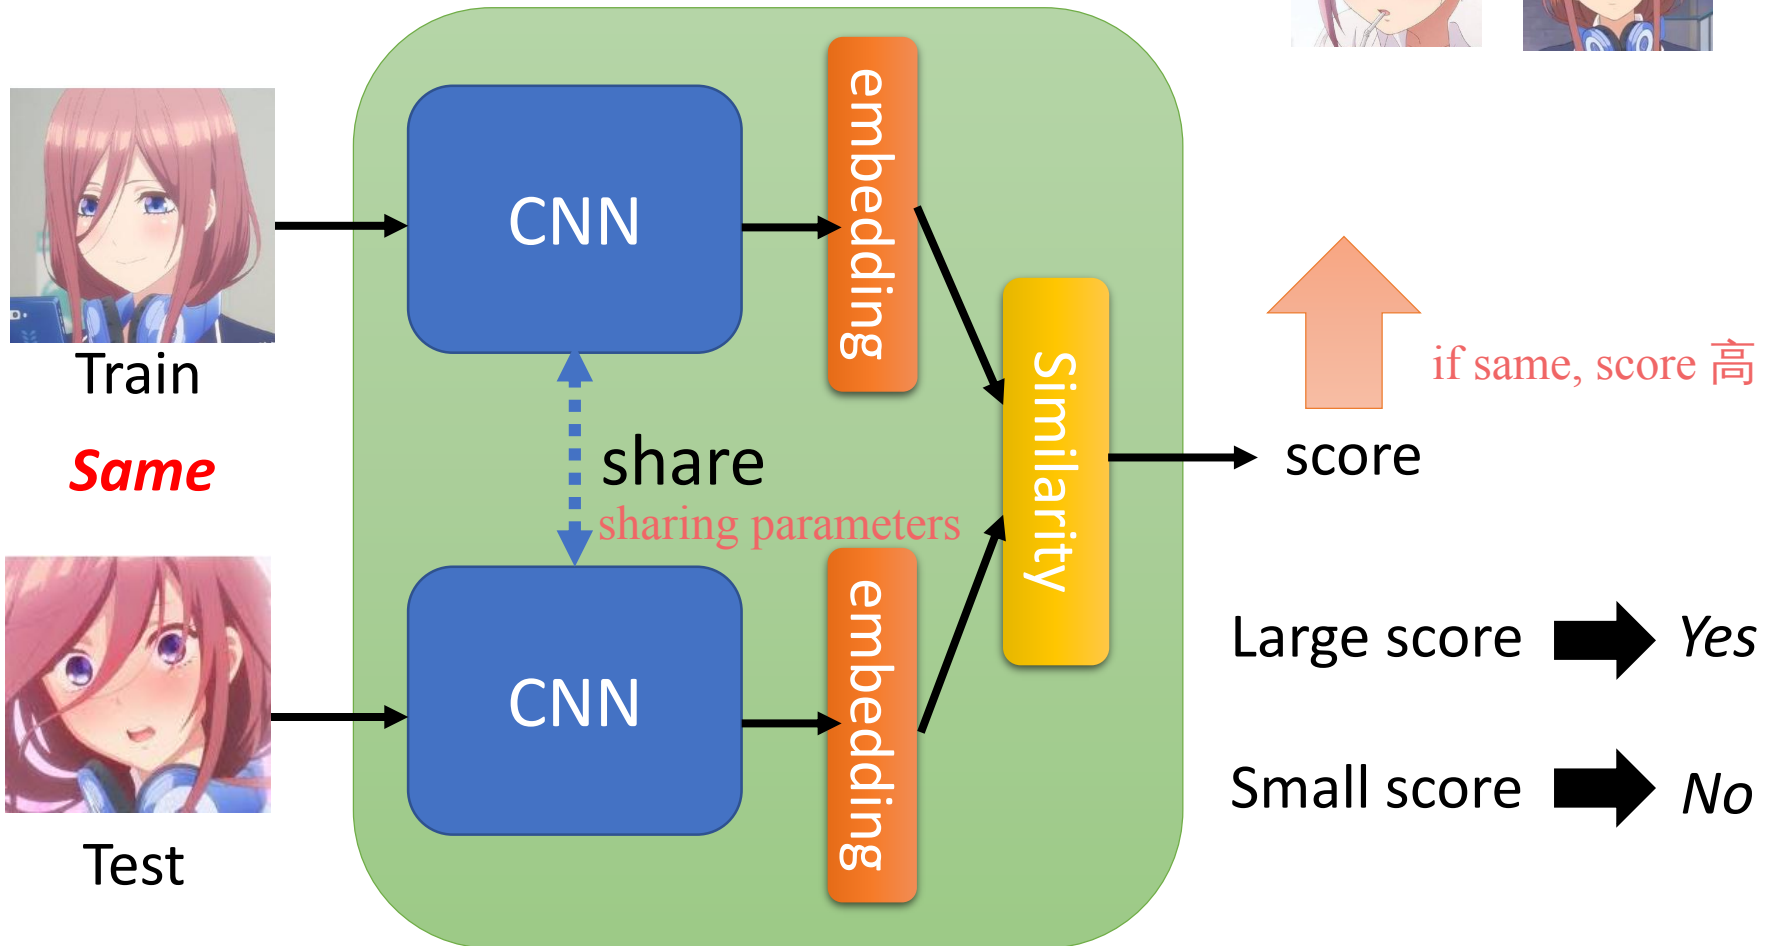 Train
Same
Test
CNN
embedding
share
sharing parameters
CNN
embedding
Similarity
score
if same, score 高
Large score
Yes
Small score
No